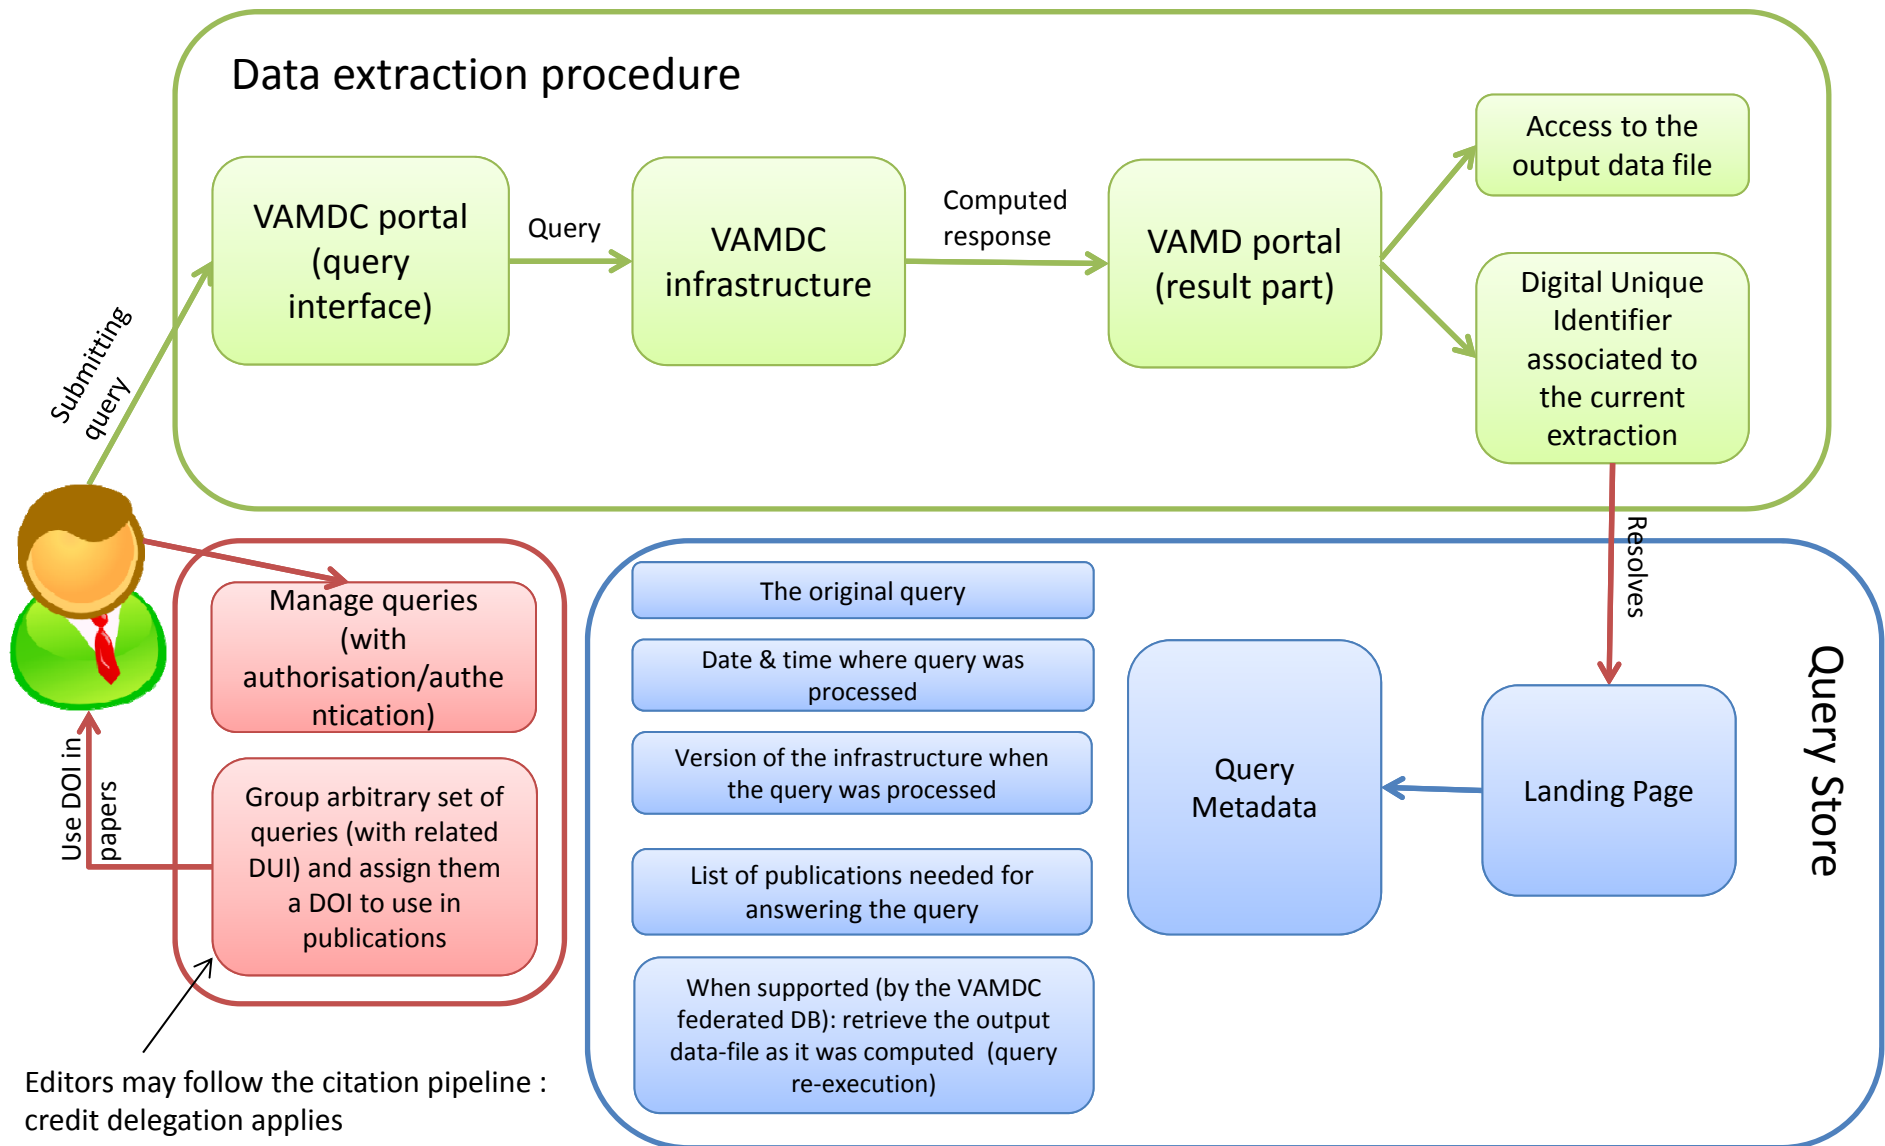 Data extraction procedure
Access to the
output data file
VAMDC portal
(query
interface)
Query
VAMDC
infrastructure
Computed
response
VAMD portal
(result part)
Digital Unique
Identifier
associated to
the current
extraction
Submitting
query
Resolves
Manage queries
(with
authorisation/authe
ntication)
Group arbitrary set of
queries (with related
DUI) and assign them
a DOI to use in
publications
Use DOI in
papers
Editors may follow the citation pipeline :
credit delegation applies
The original query
Date & time where query was
processed
Version of the infrastructure when
the query was processed
List of publications needed for
answering the query
When supported (by the VAMDC
federated DB): retrieve the output
data-file as it was computed  (query
re-execution)
Query
Metadata
Landing Page
Query Store